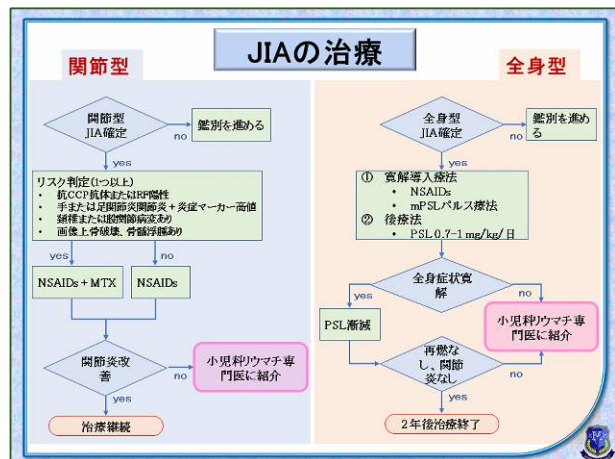 JIAの治療
関節型
関節型
JIA確定
no
鑑別を進める
yes
リスク判定(1つ以上)
• 抗CCP抗体またはRF陽性
• 手または足関節炎関節炎+炎症マーカー高値
• 頚椎または股関節病変あり
• 画像上骨破壊、骨髄浮腫あり
yes
no
NSAIDs+MTX
NSAIDs
関節炎改
善
no
小児科リウマチ専
門医に紹介
yes
治療継続
全身型
全身型
JIA確定
no
鑑別を進め
る
yes
① 寛解導入療法
• NSAIDs
• mPSLパルス療法
② 後療法
• PSL 0.7-1 mg/kg/日
全身症状寛
解
yes
no
PSL漸減
小児科リウマチ専
門医に紹介
再燃な
し、関節
炎なし
no
yes
2年後治療終了